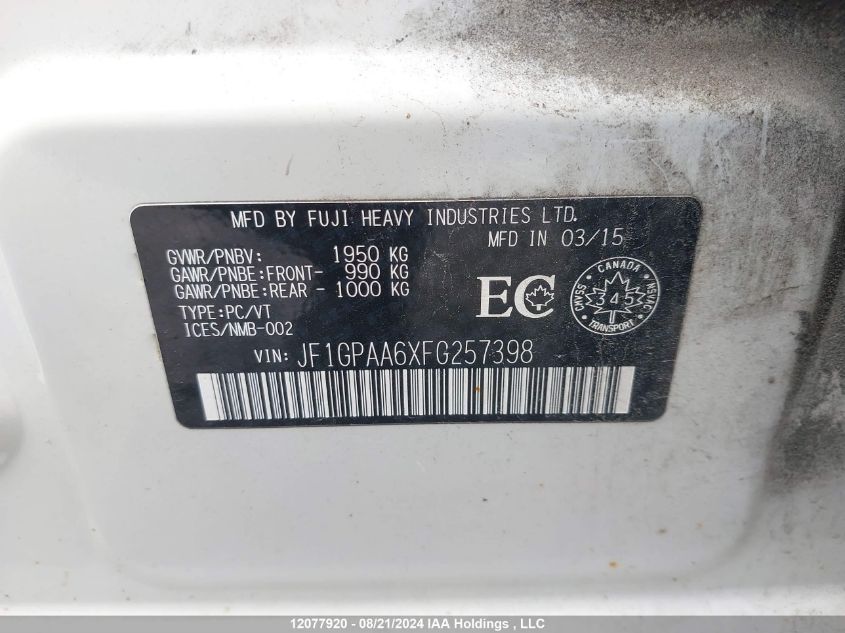 MFD BY FUJI HEAVY INDUSTRIES LTD.
MFD IN 03/15
GVWR/PNBV: 1950 KG
GAWR/PNBE:FRONT- 990 KG
GAWR/PNBE:REAR - 1000 KG
TYPE:PC/VT
ICES/NMB-002
EC
CANADA
CMVSS
345
NSVAC
TRANSPORT
VIN: JF1GPAA6XFG257398
12077920 - 08/21/2024 IAA Holdings , LLC